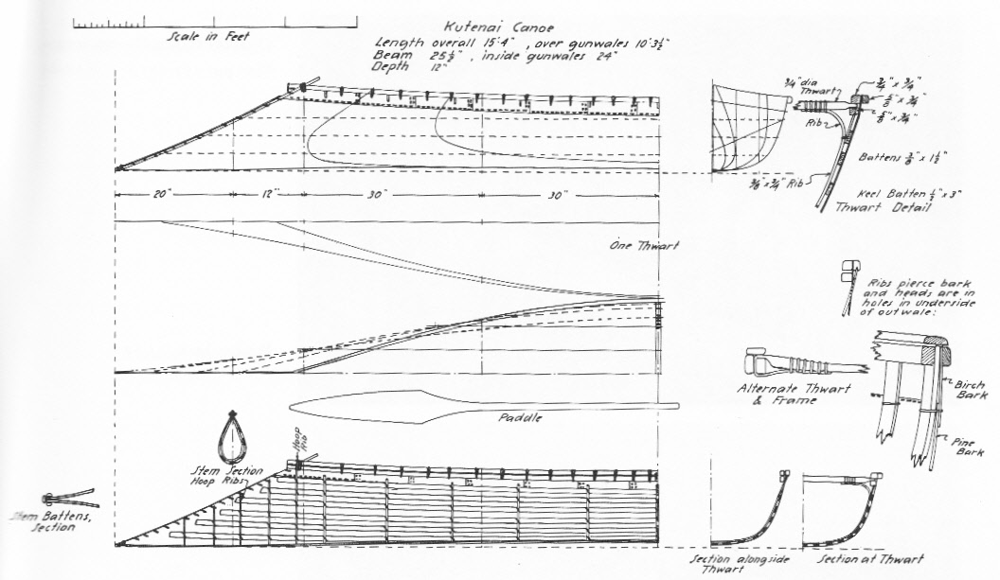 Scale in Feet
Kutenai Canoe
Length overall 15'4", over gunwales 10'3½"
Beam 25½", inside gunwales 24"
Depth 12"
¾" dia
Thwart
¾" x ¾"
⅝" x ¾"
Rib
Battens ⅜" x 1½"
⅜" x ¾" Rib
Keel Batten ½" x 3"
Thwart Detail
20"
12"
30"
30"
One Thwart
Ribs pierce bark
and heads are in
holes in underside
of outwale:
Alternate Thwart
& Frame
Birch
Bark
Pine
Bark
Paddle
Hoop
Rib
Stem Section
Hoop Ribs
Stem Battens,
Section
Section alongside
Thwart
Section at Thwart